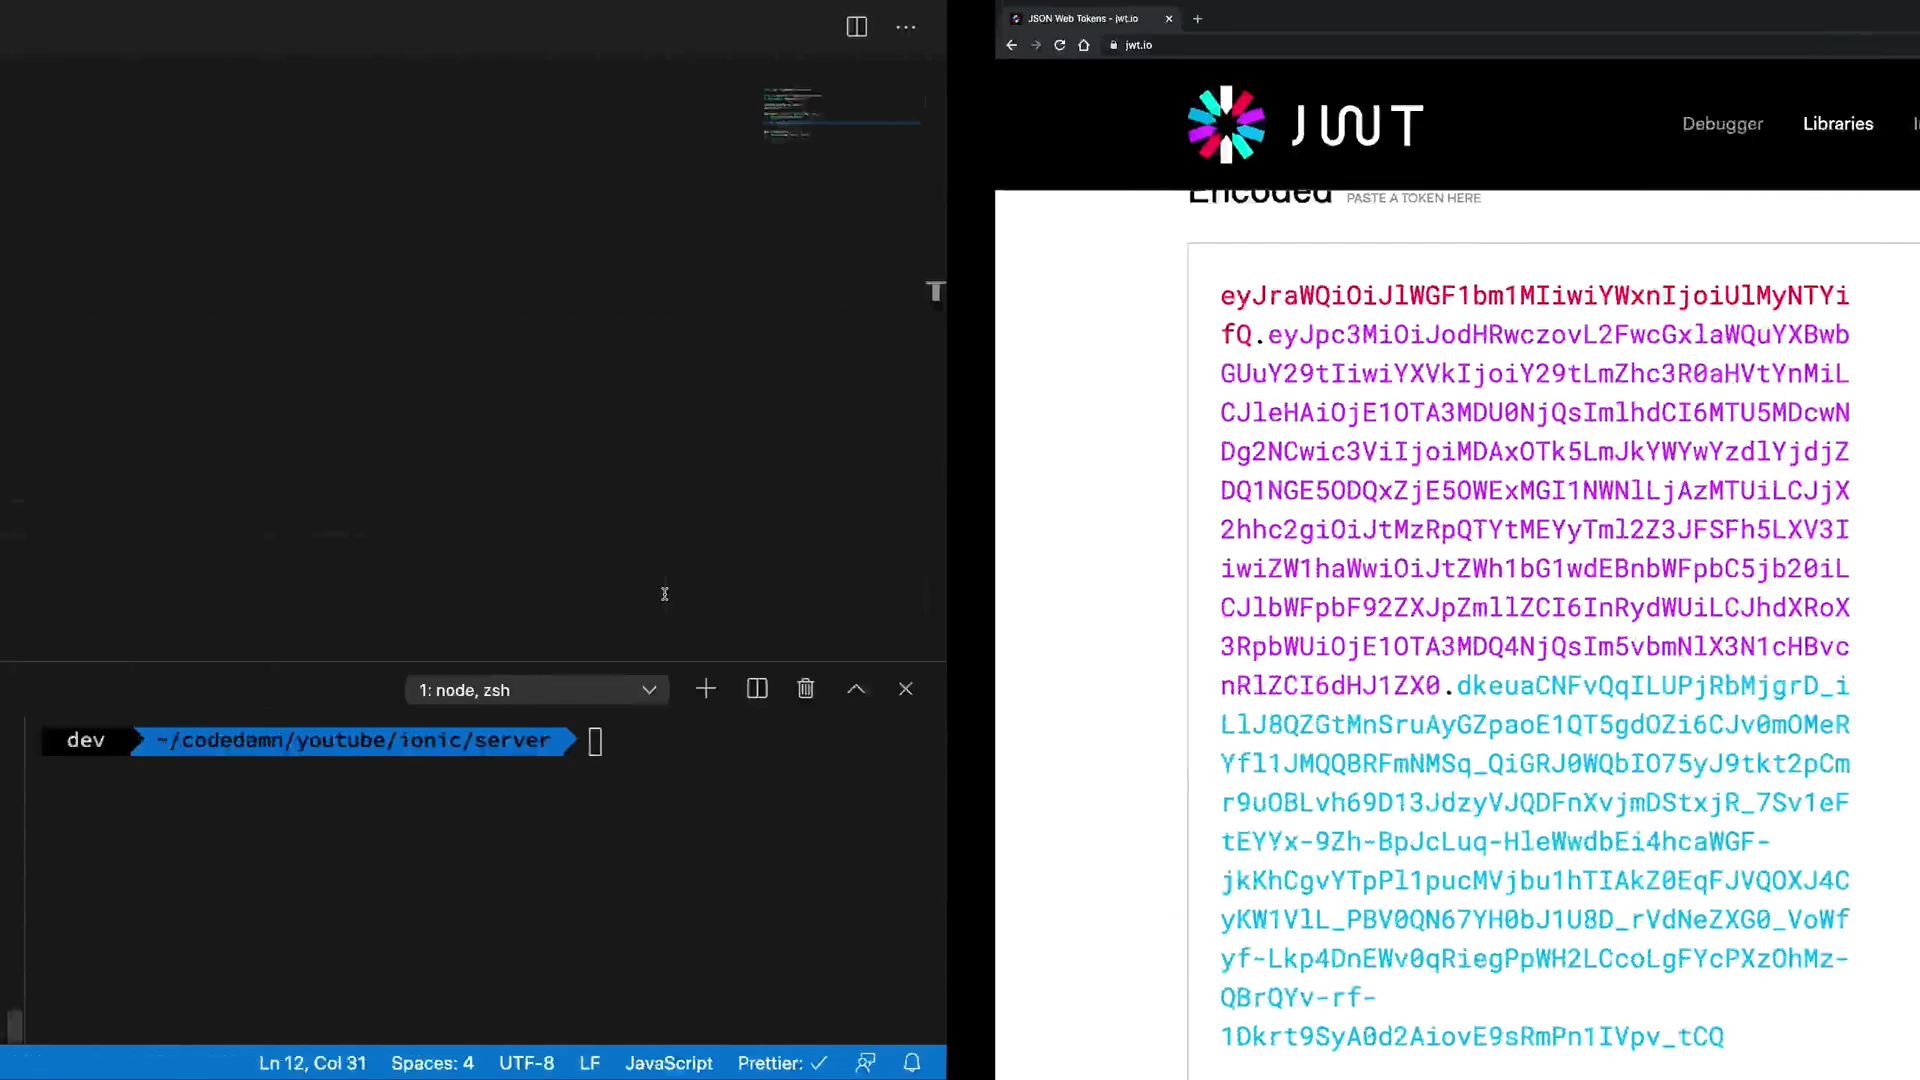 JSON Web Tokens - jwt.io
jwt.io
JWT
Debugger
Libraries
Encoded
PASTE A TOKEN HERE
eyJraWQiOiJlWGF1bm1MIiwiYWxnIjoiUlMyNTYi
fQ.eyJpc3MiOiJodHRwczovL2FwcGxlaWQuYXBwb
GUuY29tIiwiYXVkIjoiY29tLmZhc3R0aHVtYnMiL
CJleHAiOjE1OTA3MDU0NjQsImlhdCI6MTU5MDcwN
Dg2NCwic3ViIjoiMDAxOTk5LmJkYWYwYzdlYjdjZ
DQ1NGE5ODQxZjE5OWExMGI1NWNlLjAzMTUiLCJjX
2hhc2giOiJtMzRpQTYtMEYyTml2Z3JFSFh5LXV3I
iwiZW1haWwiOiJtZWh1bG1wdEBnbWFpbC5jb20iL
CJlbWFpbF92ZXJpZmllZCI6InRydWUiLCJhdXRoX
3RpbWUiOjE1OTA3MDQ4NjQsIm5vbmNlX3N1cHBvc
nRlZCI6dHJ1ZX0.dkeuaCNFvQqILUPjRbMjgrD_i
LlJ8QZGtMnSruAyGZpaoE1QT5gdOZi6CJv0mOMeR
Yfl1JMQQBRFmNMSq_QiGRJ0WQbIO75yJ9tkt2pCm
r9uOBLvh69D13JdzyVJQDFnXvjmDStxjR_7Sv1eF
tEYYx-9Zh-BpJcLuq-HleWwdbEi4hcaWGF-
jkKhCgvYTpPl1pucMVjbu1hTIAkZ0EqFJVQOXJ4C
yKW1VlL_PBV0QN67YH0bJ1U8D_rVdNeZXG0_VoWf
yf-Lkp4DnEWv0qRiegPpWH2LCcoLgFYcPXzOhMz-
QBrQYv-rf-
1Dkrt9SyA0d2AiovE9sRmPn1IVpv_tCQ
1: node, zsh
dev ~/codedamn/youtube/ionic/server
Ln 12, Col 31 Spaces: 4 UTF-8 LF JavaScript Prettier: ✓